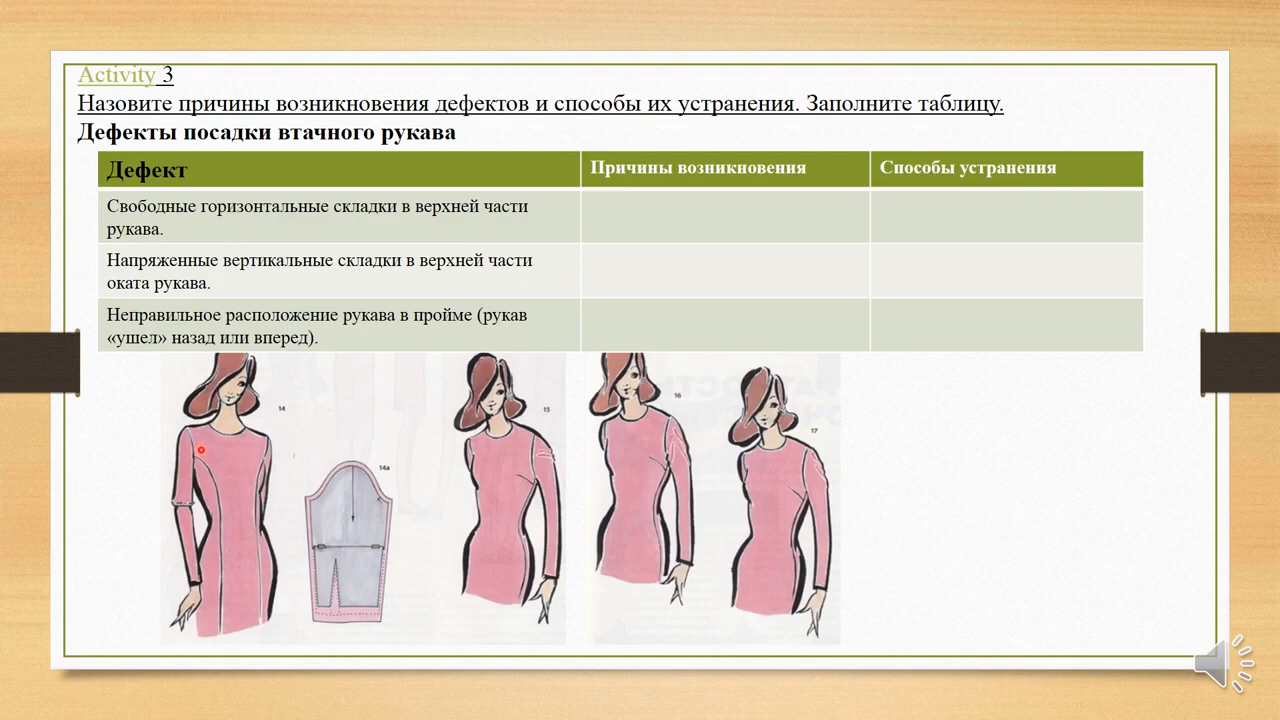 Activity 3
Назовите причины возникновения дефектов и способы их устранения. Заполните таблицу.
Дефекты посадки втачного рукава
Дефект
Причины возникновения
Способы устранения
Свободные горизонтальные складки в верхней части
рукава.
Напряженные вертикальные складки в верхней части
оката рукава.
Неправильное расположение рукава в пройме (рукав
«ушел» назад или вперед).
14
14а
15
16
17